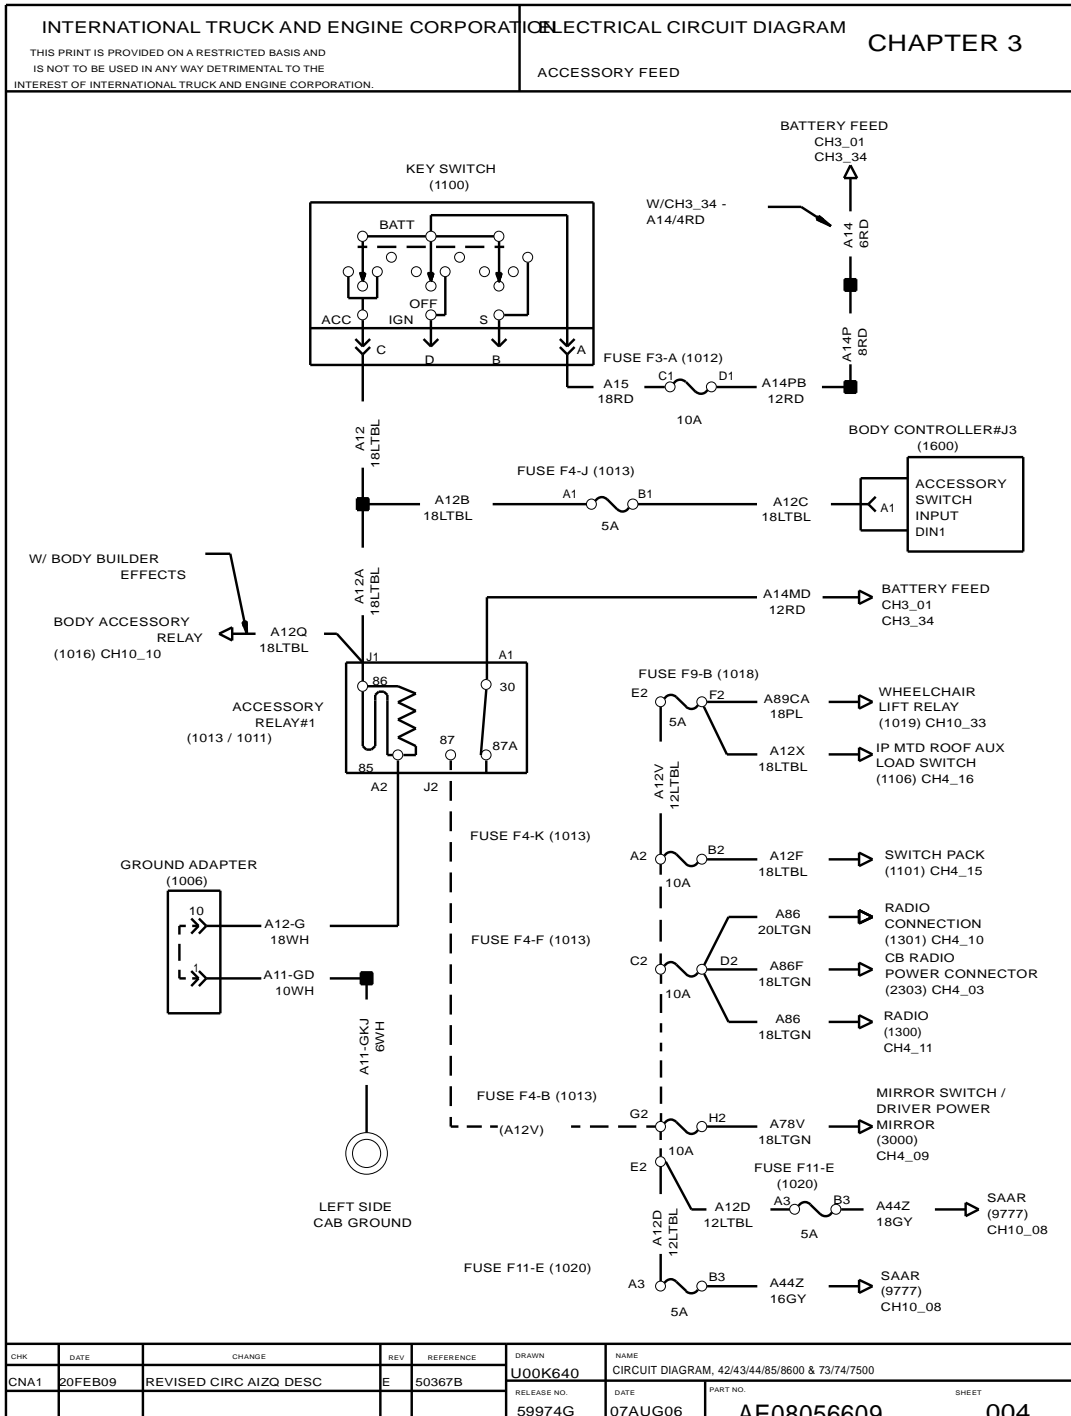 INTERNATIONAL TRUCK AND ENGINE CORPORATION
THIS PRINT IS PROVIDED ON A RESTRICTED BASIS AND
IS NOT TO BE USED IN ANY WAY DETRIMENTAL TO THE
INTEREST OF INTERNATIONAL TRUCK AND ENGINE CORPORATION.
ELECTRICAL CIRCUIT DIAGRAM
CHAPTER 3
ACCESSORY FEED
BATTERY FEED
CH3_01
CH3_34
KEY SWITCH
(1100)
W/CH3_34 -
A14/4RD
A14
6RD
BATT
OFF
ACC
IGN
S
C
D
B
A
A14P
8RD
FUSE F3-A (1012)
A15
18RD
C1
D1
10A
A14PB
12RD
A12
18LTBL
BODY CONTROLLER#J3
(1600)
FUSE F4-J (1013)
A12B
18LTBL
A1
B1
5A
A12C
18LTBL
A1
ACCESSORY
SWITCH
INPUT
DIN1
W/ BODY BUILDER
EFFECTS
A12A
18LTBL
A14MD
12RD
BATTERY FEED
CH3_01
CH3_34
BODY ACCESSORY
RELAY
(1016) CH10_10
A12Q
18LTBL
J1
A1
86
30
ACCESSORY
RELAY#1
(1013 / 1011)
87
87A
85
A2
J2
FUSE F9-B (1018)
E2
F2
5A
A89CA
18PL
WHEELCHAIR
LIFT RELAY
(1019) CH10_33
A12X
18LTBL
IP MTD ROOF AUX
LOAD SWITCH
(1106) CH4_16
A12V
12LTBL
FUSE F4-K (1013)
A2
B2
10A
A12F
18LTBL
SWITCH PACK
(1101) CH4_15
GROUND ADAPTER
(1006)
10
A12-G
18WH
1
A11-GD
10WH
A11-GKJ
6WH
LEFT SIDE
CAB GROUND
FUSE F4-F (1013)
C2
D2
10A
A86
20LTGN
RADIO
CONNECTION
(1301) CH4_10
A86F
18LTGN
CB RADIO
POWER CONNECTOR
(2303) CH4_03
A86
18LTGN
RADIO
(1300)
CH4_11
FUSE F4-B (1013)
(A12V)
G2
H2
10A
A78V
18LTGN
MIRROR SWITCH /
DRIVER POWER
MIRROR
(3000)
CH4_09
E2
A12D
12LTBL
FUSE F11-E
(1020)
A3
B3
5A
A44Z
18GY
SAAR
(9777)
CH10_08
A12D
12LTBL
FUSE F11-E (1020)
A3
B3
5A
A44Z
16GY
SAAR
(9777)
CH10_08
CHK DATE CHANGE REV REFERENCE
CNA1 20FEB09 REVISED CIRC AIZQ DESC E 50367B
DRAWN
U00K640
NAME
CIRCUIT DIAGRAM, 42/43/44/85/8600 & 73/74/7500
RELEASE NO.
59974G
DATE
07AUG06
PART NO.
AE08056609
SHEET
004